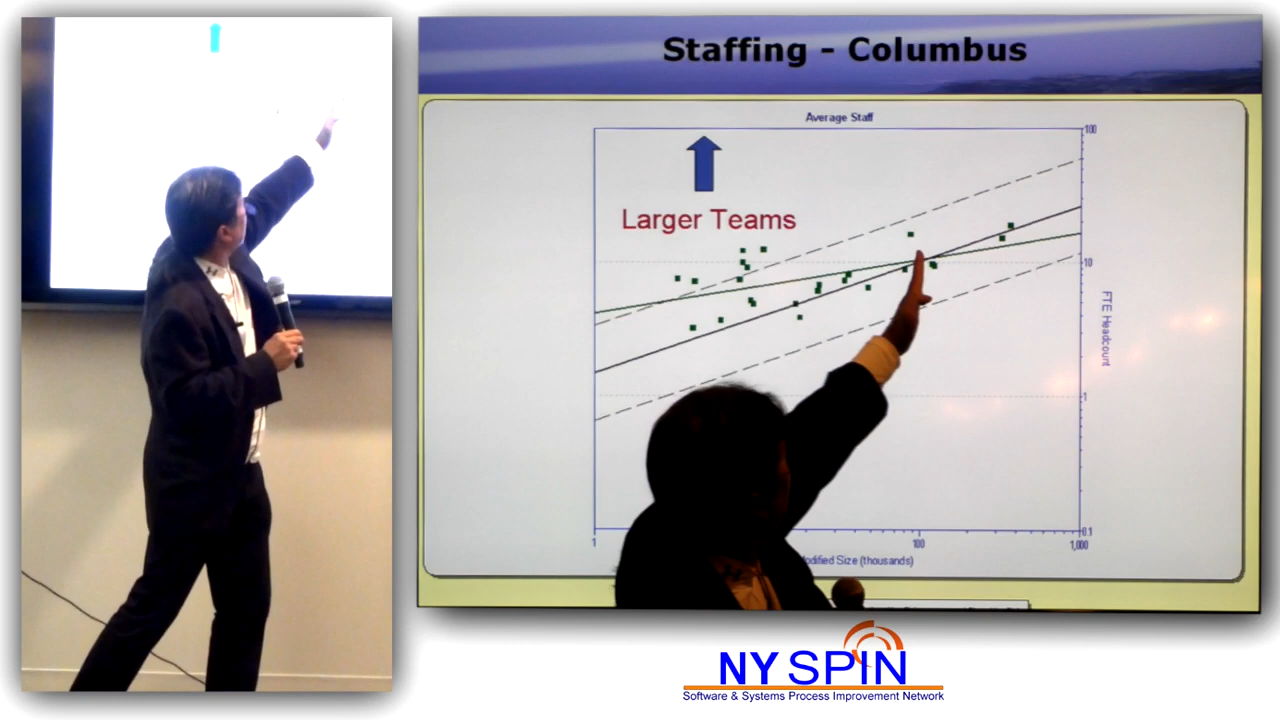 Staffing - Columbus
Average Staff
100
Larger Teams
10
FTE Headcount
1
0.1
1
100
1,000
Modified Size (thousands)
NY SPIN
Software & Systems Process Improvement Network